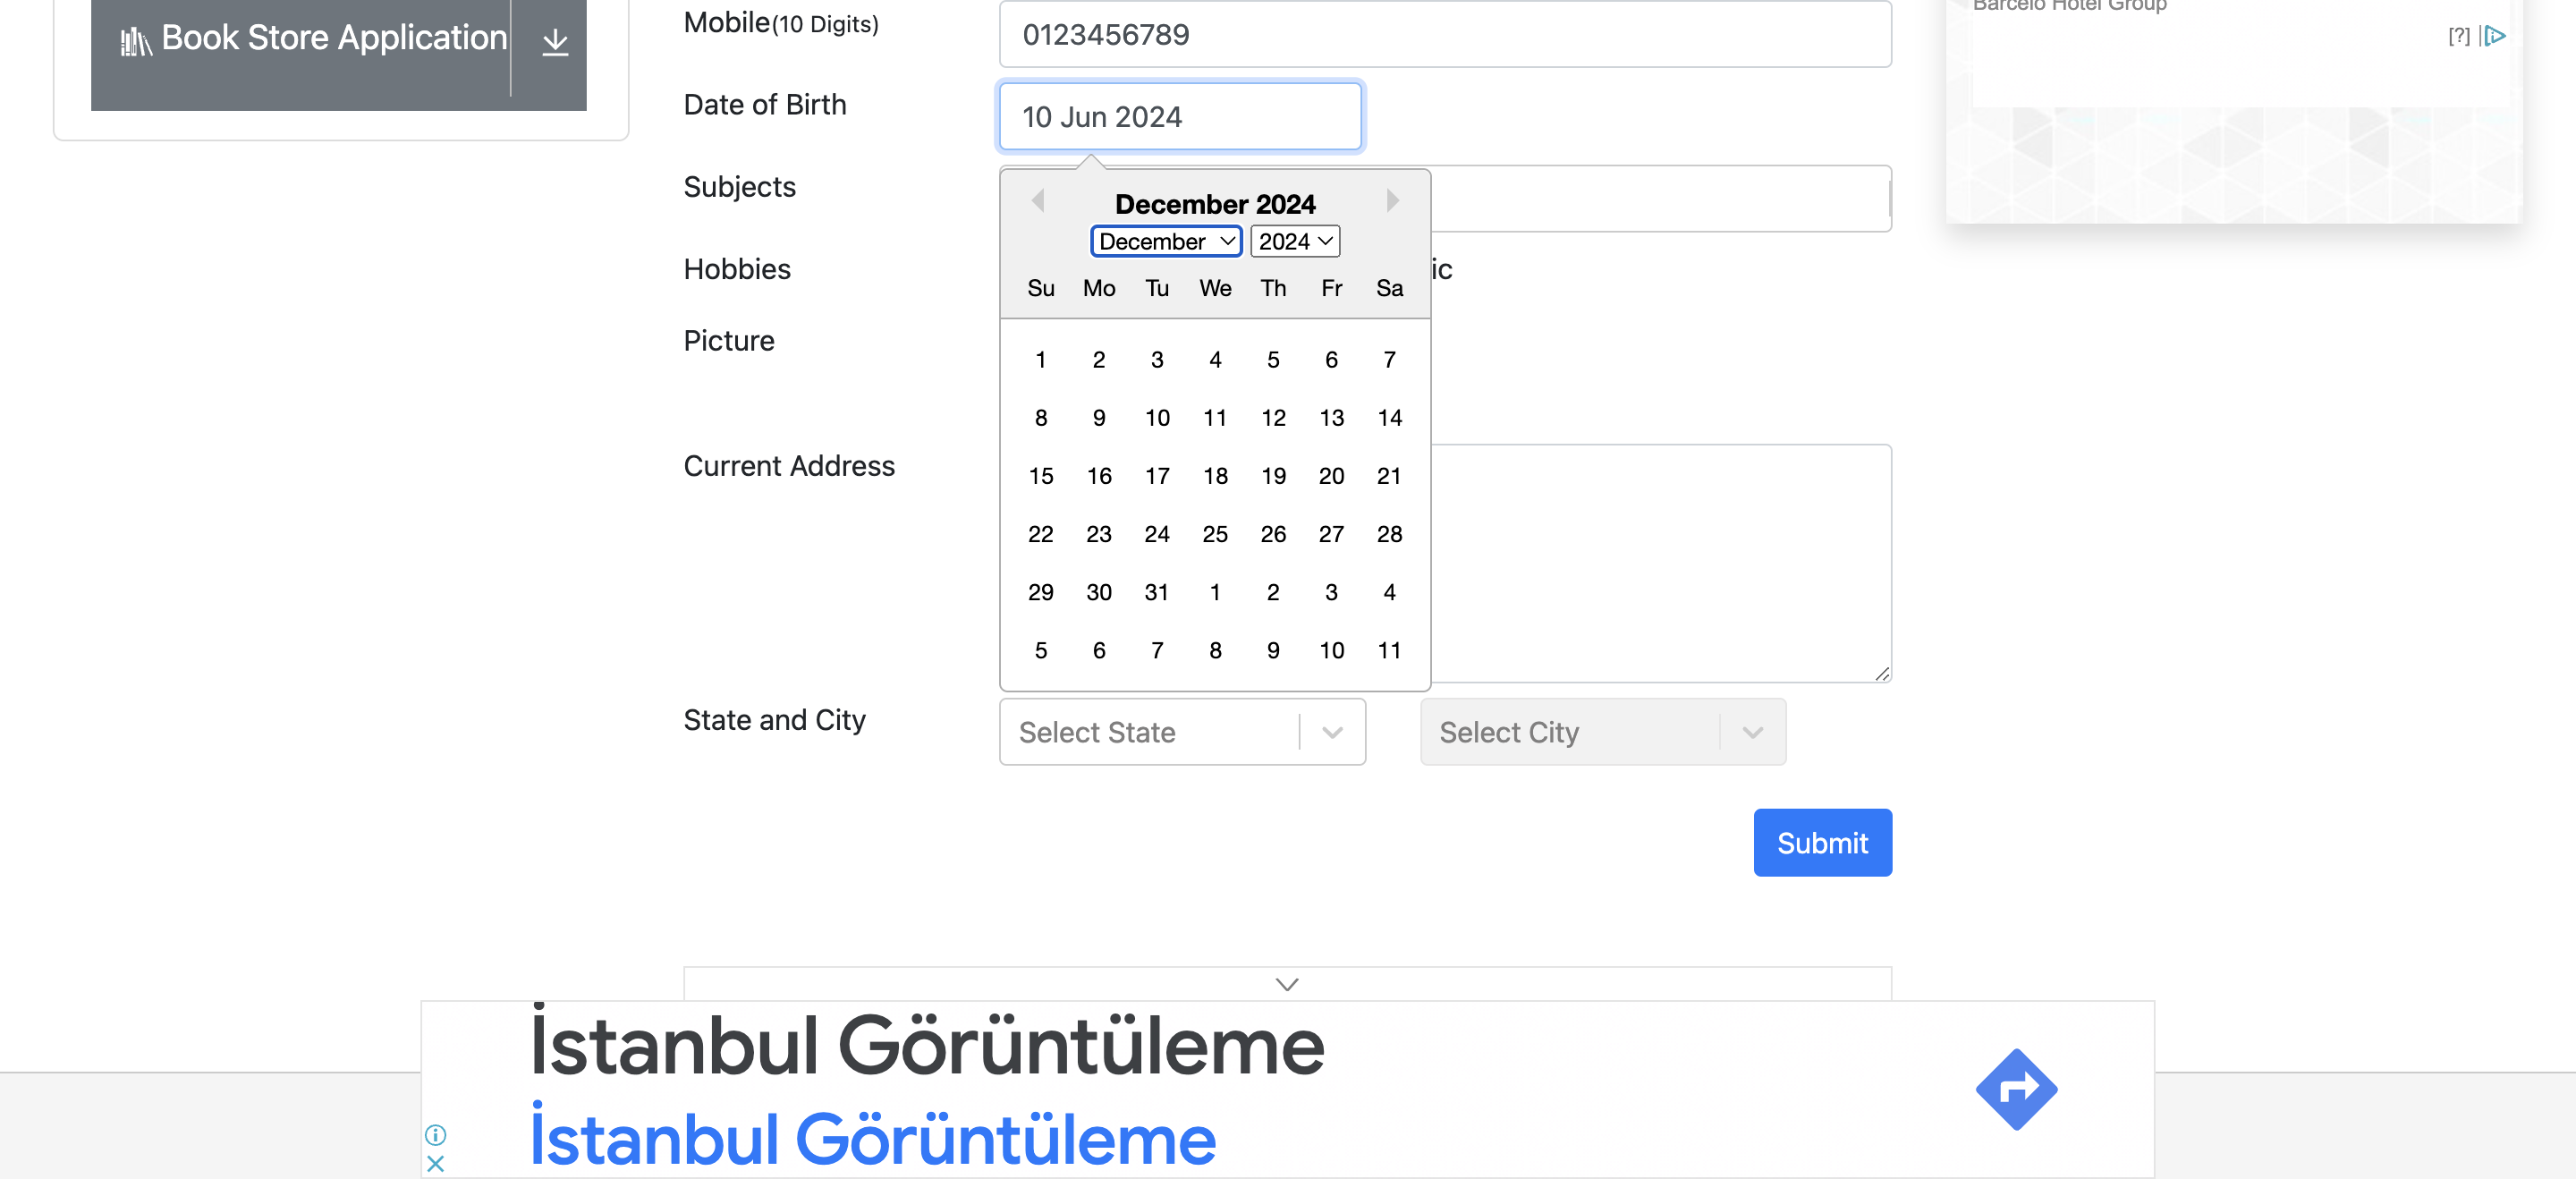 Barcelo Hotel Group
[?]
Book Store Application
Mobile(10 Digits)
0123456789
Date of Birth
10 Jun 2024
Subjects
December 2024
December
2024
Hobbies
ic
Su Mo Tu We Th Fr Sa
Picture
1 2 3 4 5 6 7
8 9 10 11 12 13 14
Current Address
15 16 17 18 19 20 21
22 23 24 25 26 27 28
29 30 31 1 2 3 4
5 6 7 8 9 10 11
State and City
Select State
Select City
Submit
İstanbul Görüntüleme
İstanbul Görüntüleme